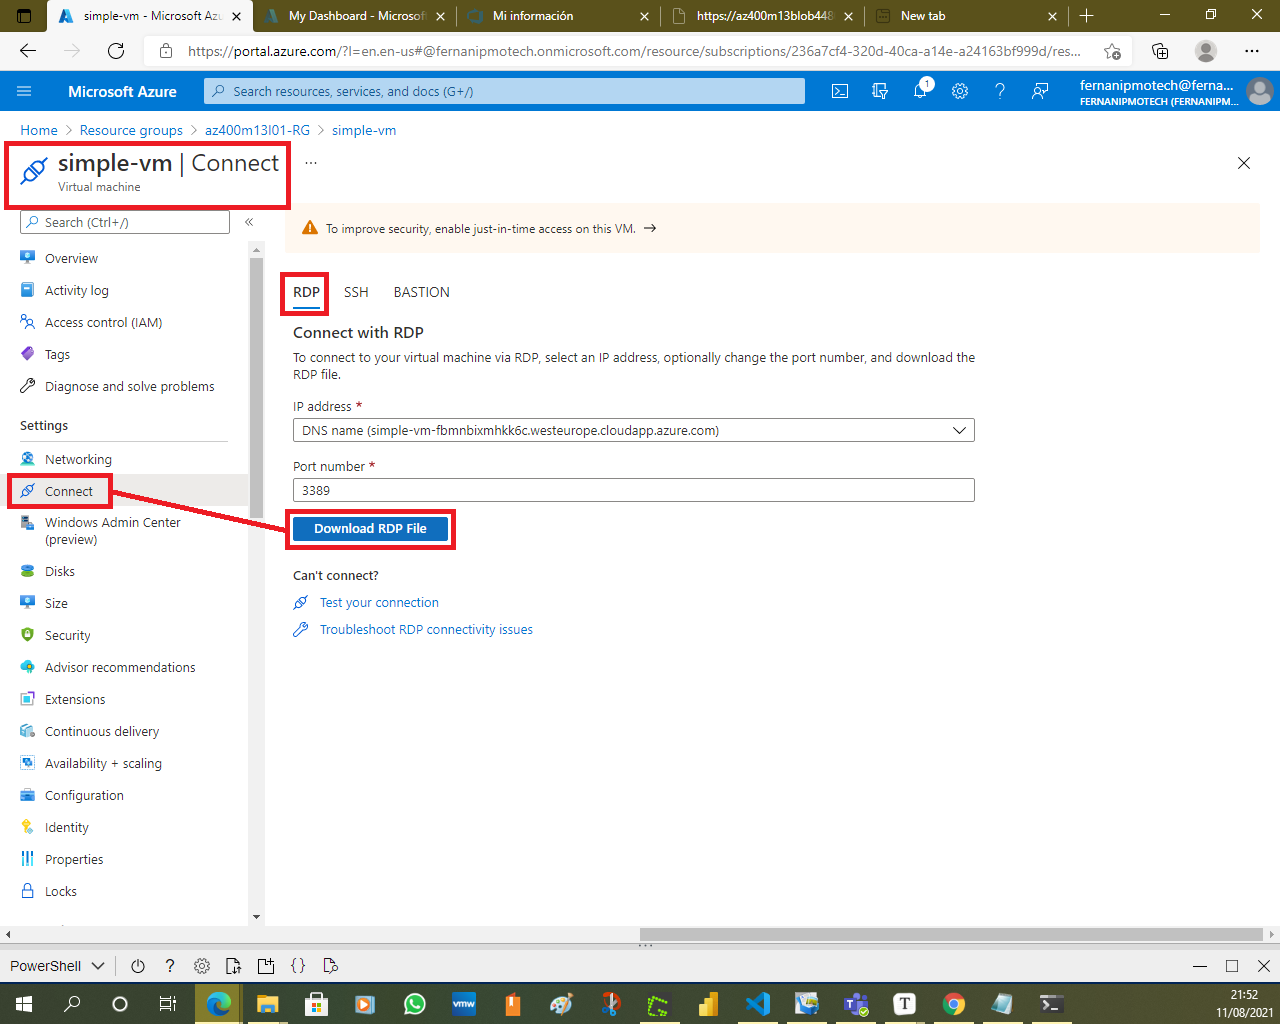 simple-vm - Microsoft Azu
My Dashboard - Microsoft
Mi información
https://az400m13blob448
New tab
https://portal.azure.com/?l=en.en-us#@fernanipmotech.onmicrosoft.com/resource/subscriptions/236a7cf4-320d-40ca-a14e-a24163bf999d/res...
Microsoft Azure
Search resources, services, and docs (G+/)
1
fernanipmotech@ferna...
FERNANIPMOTECH (FERNANIPM...
Home > Resource groups > az400m13l01-RG > simple-vm
simple-vm | Connect
...
Virtual machine
Search (Ctrl+/)
«
To improve security, enable just-in-time access on this VM. →
Overview
Activity log
Access control (IAM)
Tags
Diagnose and solve problems
Settings
Networking
Connect
Windows Admin Center
(preview)
Disks
Size
Security
Advisor recommendations
Extensions
Continuous delivery
Availability + scaling
Configuration
Identity
Properties
Locks
RDP
SSH
BASTION
Connect with RDP
To connect to your virtual machine via RDP, select an IP address, optionally change the port number, and download the
RDP file.
IP address *
DNS name (simple-vm-fbmnbixmhkk6c.westeurope.cloudapp.azure.com)
Port number *
3389
Download RDP File
Can't connect?
Test your connection
Troubleshoot RDP connectivity issues
PowerShell
?
{}
vmw
T
21:52
11/08/2021